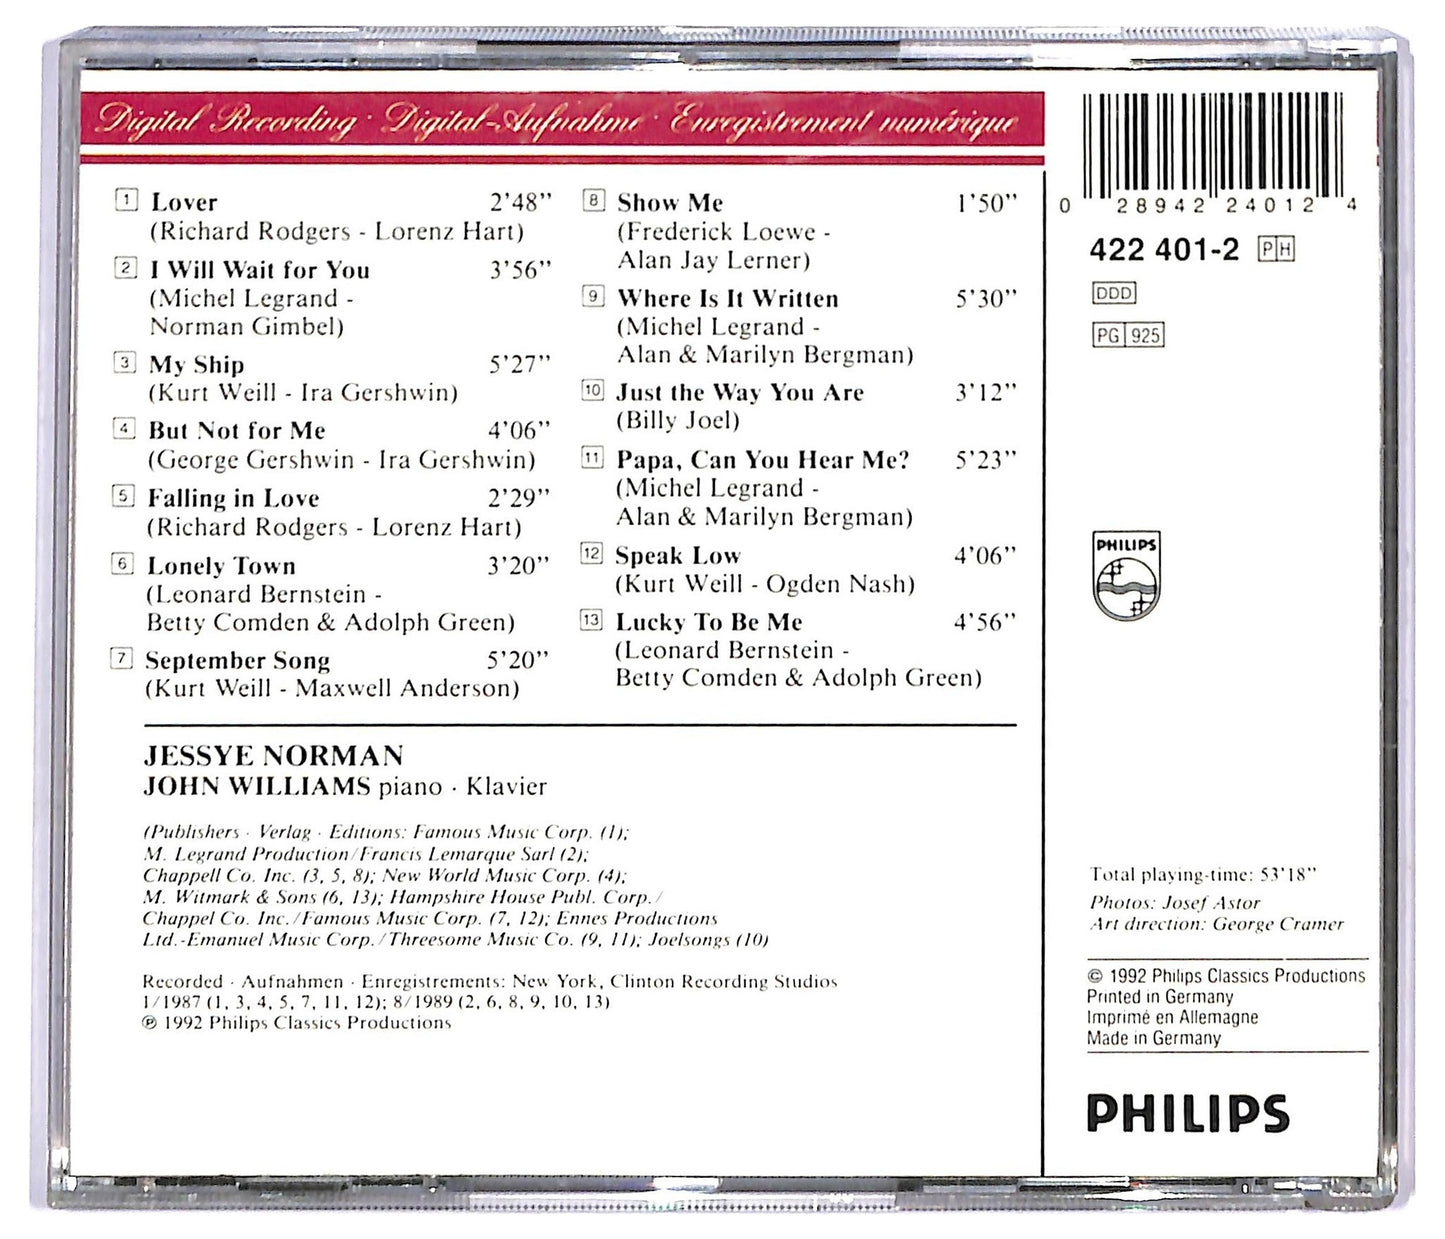 Digital Recording · Digital-Aufnahme · Enregistrement numérique
1 Lover 2'48''
(Richard Rodgers - Lorenz Hart)
2 I Will Wait for You 3'56''
(Michel Legrand -
Norman Gimbel)
3 My Ship 5'27''
(Kurt Weill - Ira Gershwin)
4 But Not for Me 4'06''
(George Gershwin - Ira Gershwin)
5 Falling in Love 2'29''
(Richard Rodgers - Lorenz Hart)
6 Lonely Town 3'20''
(Leonard Bernstein -
Betty Comden & Adolph Green)
7 September Song 5'20''
(Kurt Weill - Maxwell Anderson)
8 Show Me 1'50''
(Frederick Loewe -
Alan Jay Lerner)
9 Where Is It Written 5'30''
(Michel Legrand -
Alan & Marilyn Bergman)
10 Just the Way You Are 3'12''
(Billy Joel)
11 Papa, Can You Hear Me? 5'23''
(Michel Legrand -
Alan & Marilyn Bergman)
12 Speak Low 4'06''
(Kurt Weill - Ogden Nash)
13 Lucky To Be Me 4'56''
(Leonard Bernstein -
Betty Comden & Adolph Green)
JESSYE NORMAN
JOHN WILLIAMS piano · Klavier
(Publishers · Verlag · Editions: Famous Music Corp. (1);
M. Legrand Production/Francis Lemarque Sarl (2);
Chappell Co. Inc. (3, 5, 8); New World Music Corp. (4);
M. Witmark & Sons (6, 13); Hampshire House Publ. Corp./
Chappel Co. Inc./Famous Music Corp. (7, 12); Ennes Productions
Ltd.-Emanuel Music Corp./Threesome Music Co. (9, 11); Joelsongs (10)
Recorded · Aufnahmen · Enregistrements: New York, Clinton Recording Studios
1/1987 (1, 3, 4, 5, 7, 11, 12); 8/1989 (2, 6, 8, 9, 10, 13)
℗ 1992 Philips Classics Productions
0 28942 24012 4
422 401-2 PH
DDD
PG 925
PHILIPS
Total playing-time: 53'18''
Photos: Josef Astor
Art direction: George Cramer
© 1992 Philips Classics Productions
Printed in Germany
Imprimé en Allemagne
Made in Germany
PHILIPS